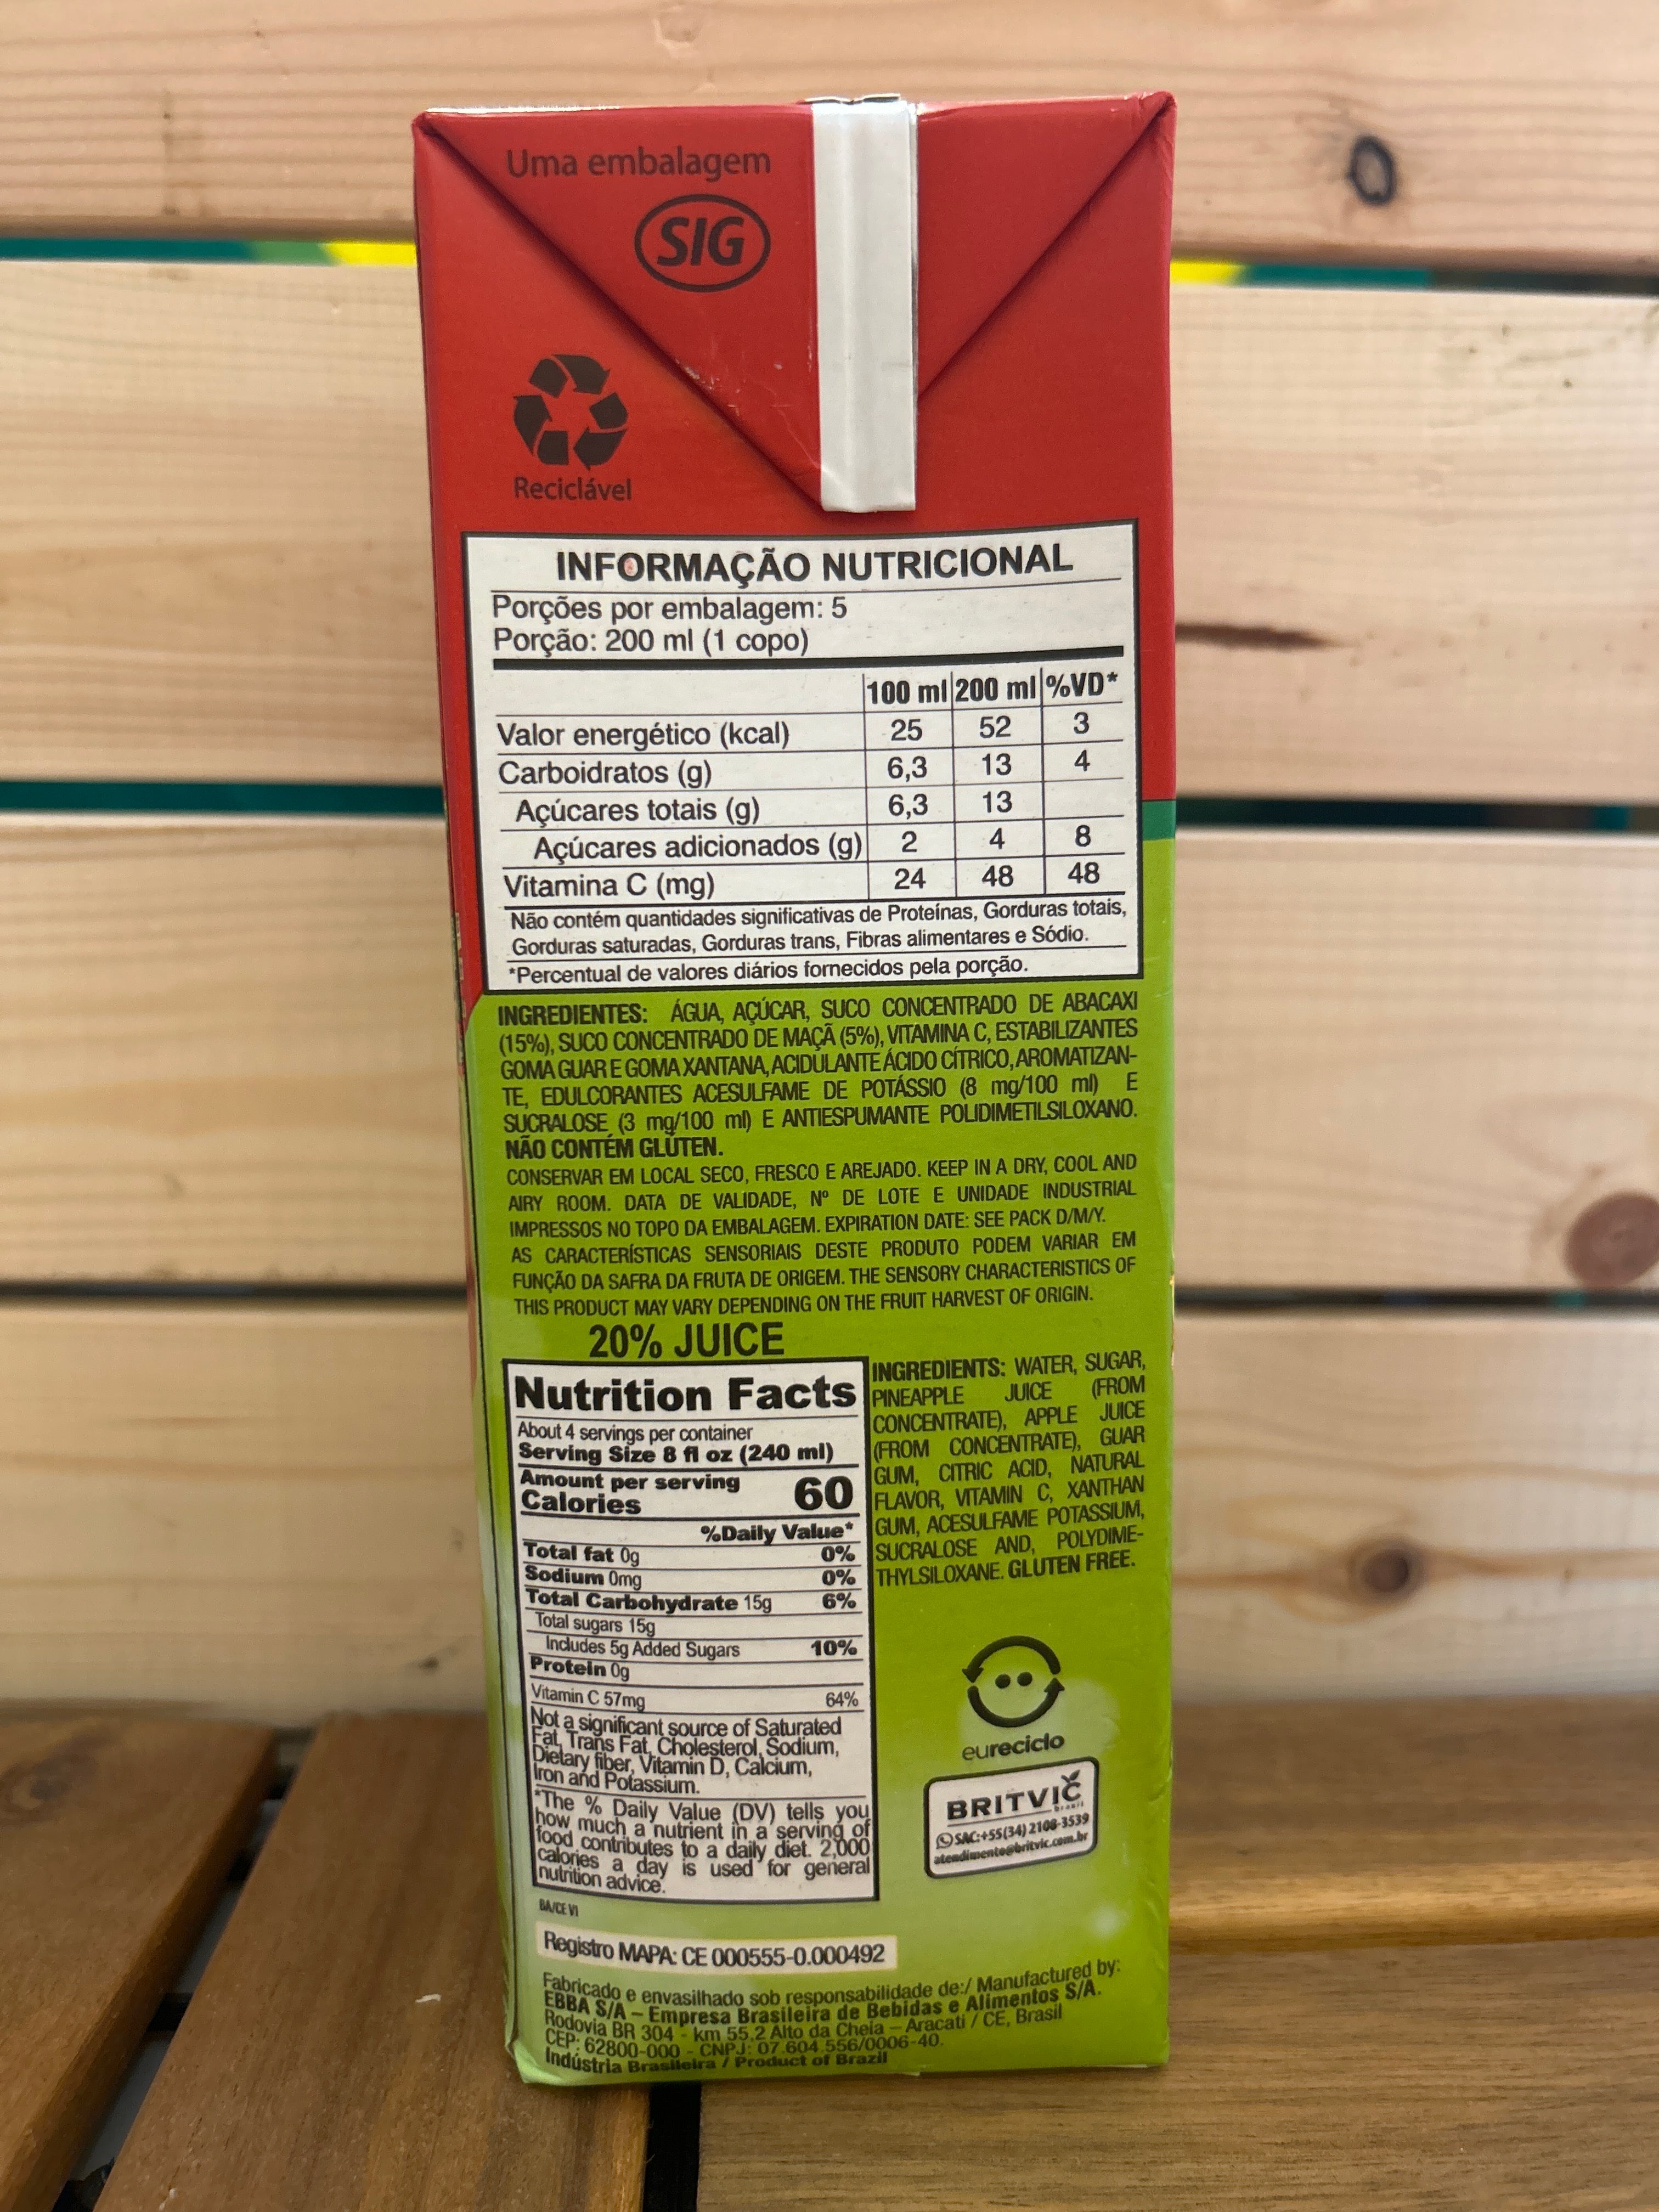 Uma embalagem
SIG
Reciclável
INFORMAÇÃO NUTRICIONAL
Porções por embalagem: 5
Porção: 200 ml (1 copo)
100 ml 200 ml %VD*
Valor energético (kcal) 25 52 3
Carboidratos (g) 6,3 13 4
Açúcares totais (g) 6,3 13
Açúcares adicionados (g) 2 4 8
Vitamina C (mg) 24 48 48
Não contém quantidades significativas de Proteínas, Gorduras totais,
Gorduras saturadas, Gorduras trans, Fibras alimentares e Sódio.
*Percentual de valores diários fornecidos pela porção.
INGREDIENTES: ÁGUA, AÇÚCAR, SUCO CONCENTRADO DE ABACAXI
(15%), SUCO CONCENTRADO DE MAÇÃ (5%), VITAMINA C, ESTABILIZANTES
GOMA GUAR E GOMA XANTANA, ACIDULANTE ÁCIDO CÍTRICO, AROMATIZAN-
TE, EDULCORANTES ACESULFAME DE POTÁSSIO (8 mg/100 ml) E
SUCRALOSE (3 mg/100 ml) E ANTIESPUMANTE POLIDIMETILSILOXANO.
NÃO CONTÉM GLÚTEN.
CONSERVAR EM LOCAL SECO, FRESCO E AREJADO. KEEP IN A DRY, COOL AND
AIRY ROOM. DATA DE VALIDADE, Nº DE LOTE E UNIDADE INDUSTRIAL
IMPRESSOS NO TOPO DA EMBALAGEM. EXPIRATION DATE: SEE PACK D/M/Y.
AS CARACTERÍSTICAS SENSORIAIS DESTE PRODUTO PODEM VARIAR EM
FUNÇÃO DA SAFRA DA FRUTA DE ORIGEM. THE SENSORY CHARACTERISTICS OF
THIS PRODUCT MAY VARY DEPENDING ON THE FRUIT HARVEST OF ORIGIN.
20% JUICE
Nutrition Facts
About 4 servings per container
Serving Size 8 fl oz (240 ml)
Amount per serving
Calories 60
%Daily Value*
Total fat 0g 0%
Sodium 0mg 0%
Total Carbohydrate 15g 6%
Total sugars 15g
Includes 5g Added Sugars 10%
Protein 0g
Vitamin C 57mg 64%
Not a significant source of Saturated
Fat, Trans Fat, Cholesterol, Sodium,
Dietary fiber, Vitamin D, Calcium,
Iron and Potassium.
*The % Daily Value (DV) tells you
how much a nutrient in a serving of
food contributes to a daily diet. 2,000
calories a day is used for general
nutrition advice.
INGREDIENTS: WATER, SUGAR,
PINEAPPLE JUICE (FROM
CONCENTRATE), APPLE JUICE
(FROM CONCENTRATE), GUAR
GUM, CITRIC ACID, NATURAL
FLAVOR, VITAMIN C, XANTHAN
GUM, ACESULFAME POTASSIUM,
SUCRALOSE AND, POLYDIME-
THYLSILOXANE. GLUTEN FREE.
eureciclo
BRITVIC
BRASIL
SAC:+55(34) 2108-3539
atendimento@britvic.com.br
BA/CE VI
Registro MAPA: CE 000555-0.000492
Fabricado e envasilhado sob responsabilidade de:/ Manufactured by:
EBBA S/A – Empresa Brasileira de Bebidas e Alimentos S/A.
Rodovia BR 304 - km 55,2 Alto da Cheia – Aracati / CE, Brasil
CEP: 62800-000 - CNPJ: 07.604.556/0006-40.
Indústria Brasileira / Product of Brazil